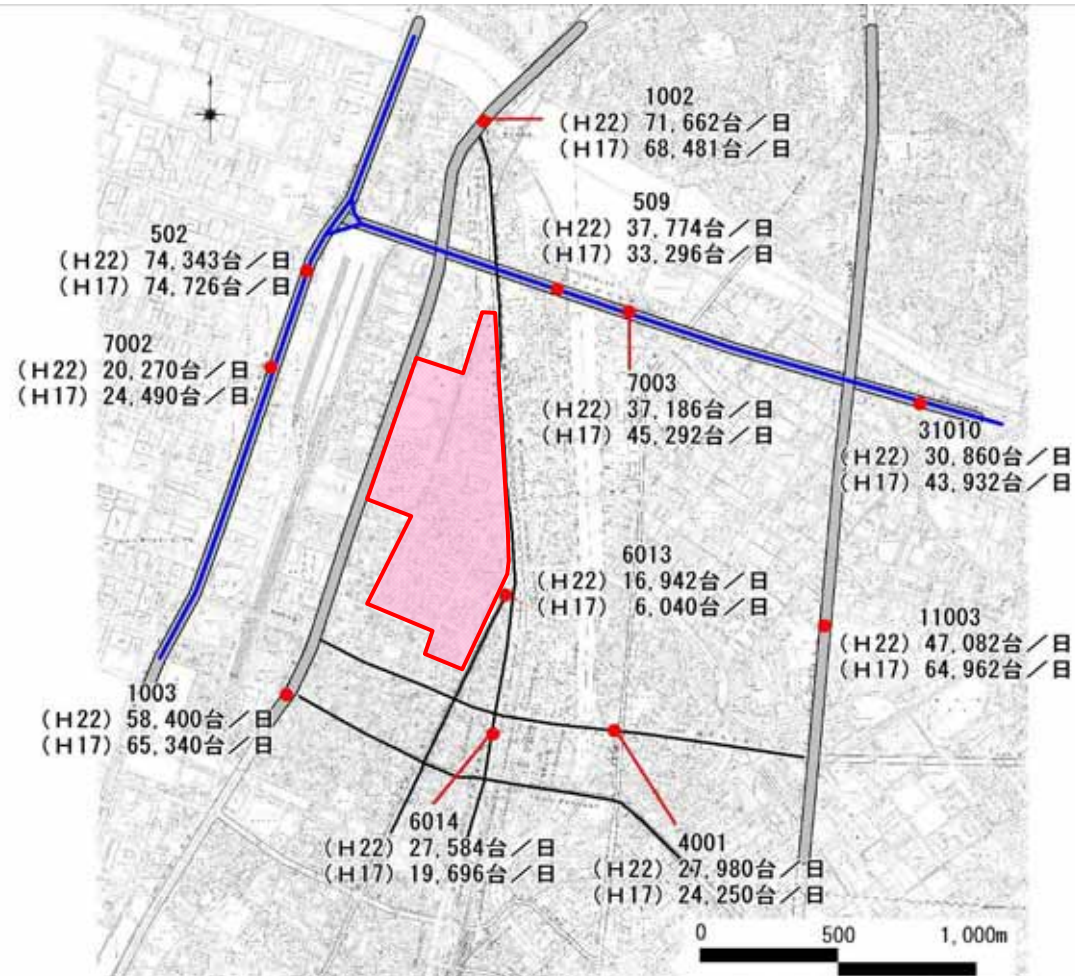 1002
(H22) 71,662台/日
(H17) 68,481台/日
509
(H22) 37,774台/日
(H17) 33,296台/日
502
(H22) 74,343台/日
(H17) 74,726台/日
7002
(H22) 20,270台/日
(H17) 24,490台/日
7003
(H22) 37,186台/日
(H17) 45,292台/日
31010
(H22) 30,860台/日
(H17) 43,932台/日
6013
(H22) 16,942台/日
(H17) 6,040台/日
11003
(H22) 47,082台/日
(H17) 64,962台/日
1003
(H22) 58,400台/日
(H17) 65,340台/日
6014
(H22) 27,584台/日
(H17) 19,696台/日
4001
(H22) 27,980台/日
(H17) 24,250台/日
0 500 1,000m